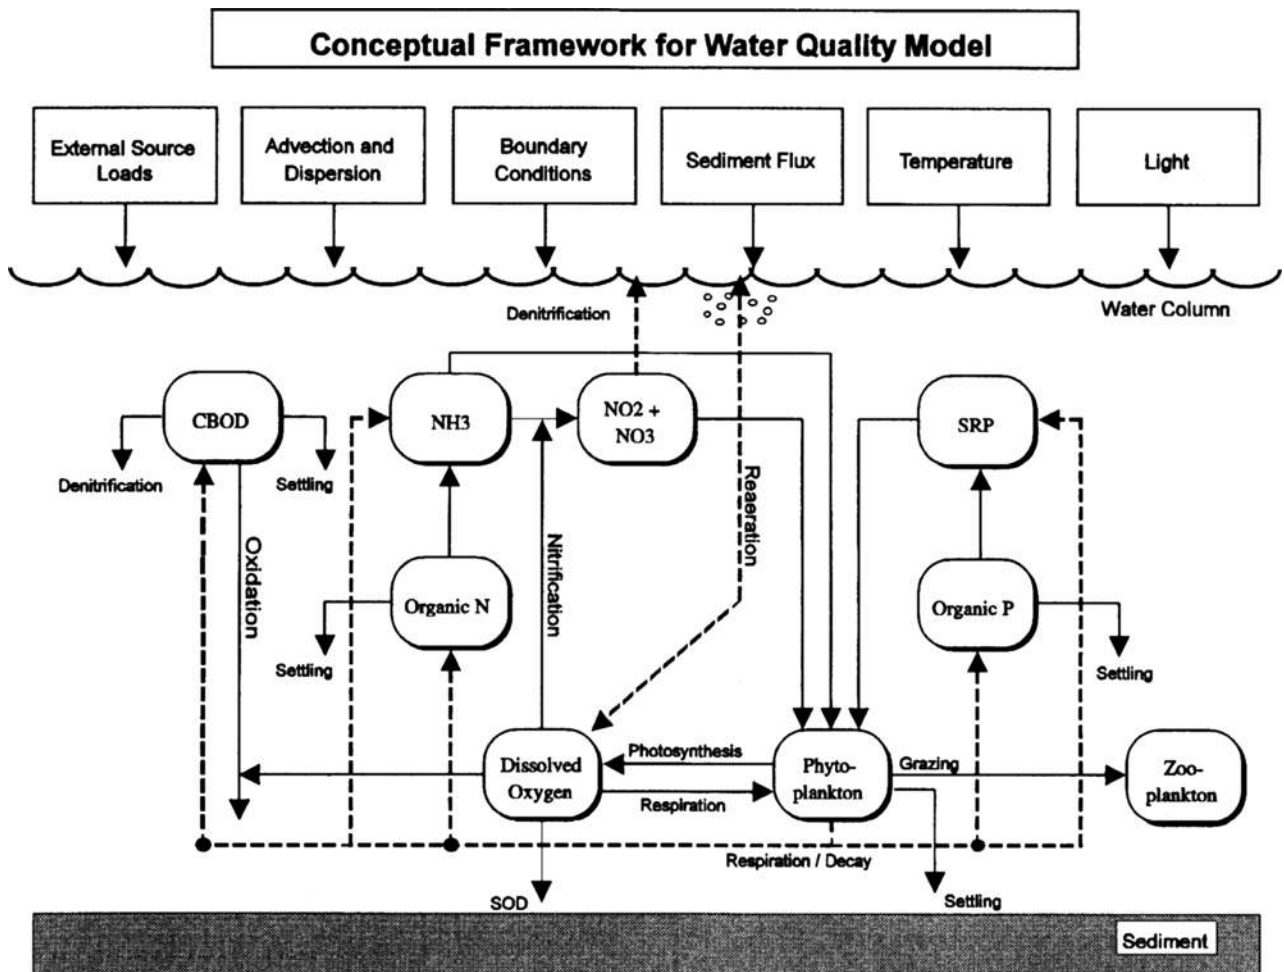 Conceptual Framework for Water Quality Model
External Source
Loads
Advection and
Dispersion
Boundary
Conditions
Sediment Flux
Temperature
Light
Denitrification
Water Column
CBOD
NH3
NO2 +
NO3
SRP
Denitrification
Settling
Oxidation
Nitrification
Reaeration
Organic N
Organic P
Settling
Settling
Dissolved
Oxygen
Photosynthesis
Respiration
Phyto-
plankton
Grazing
Zoo-
plankton
Respiration / Decay
SOD
Settling
Sediment